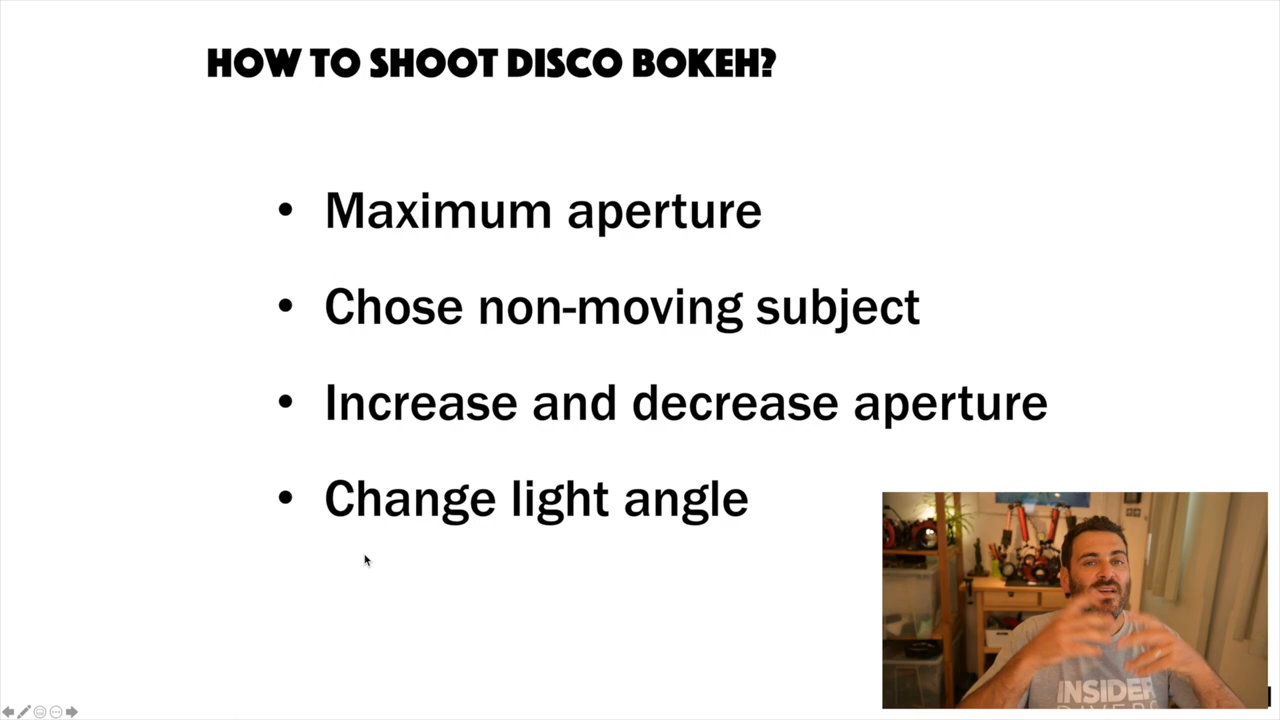 HOW TO SHOOT DISCO BOKEH?
• Maximum aperture
• Chose non-moving subject
• Increase and decrease aperture
• Change light angle
INSIDER